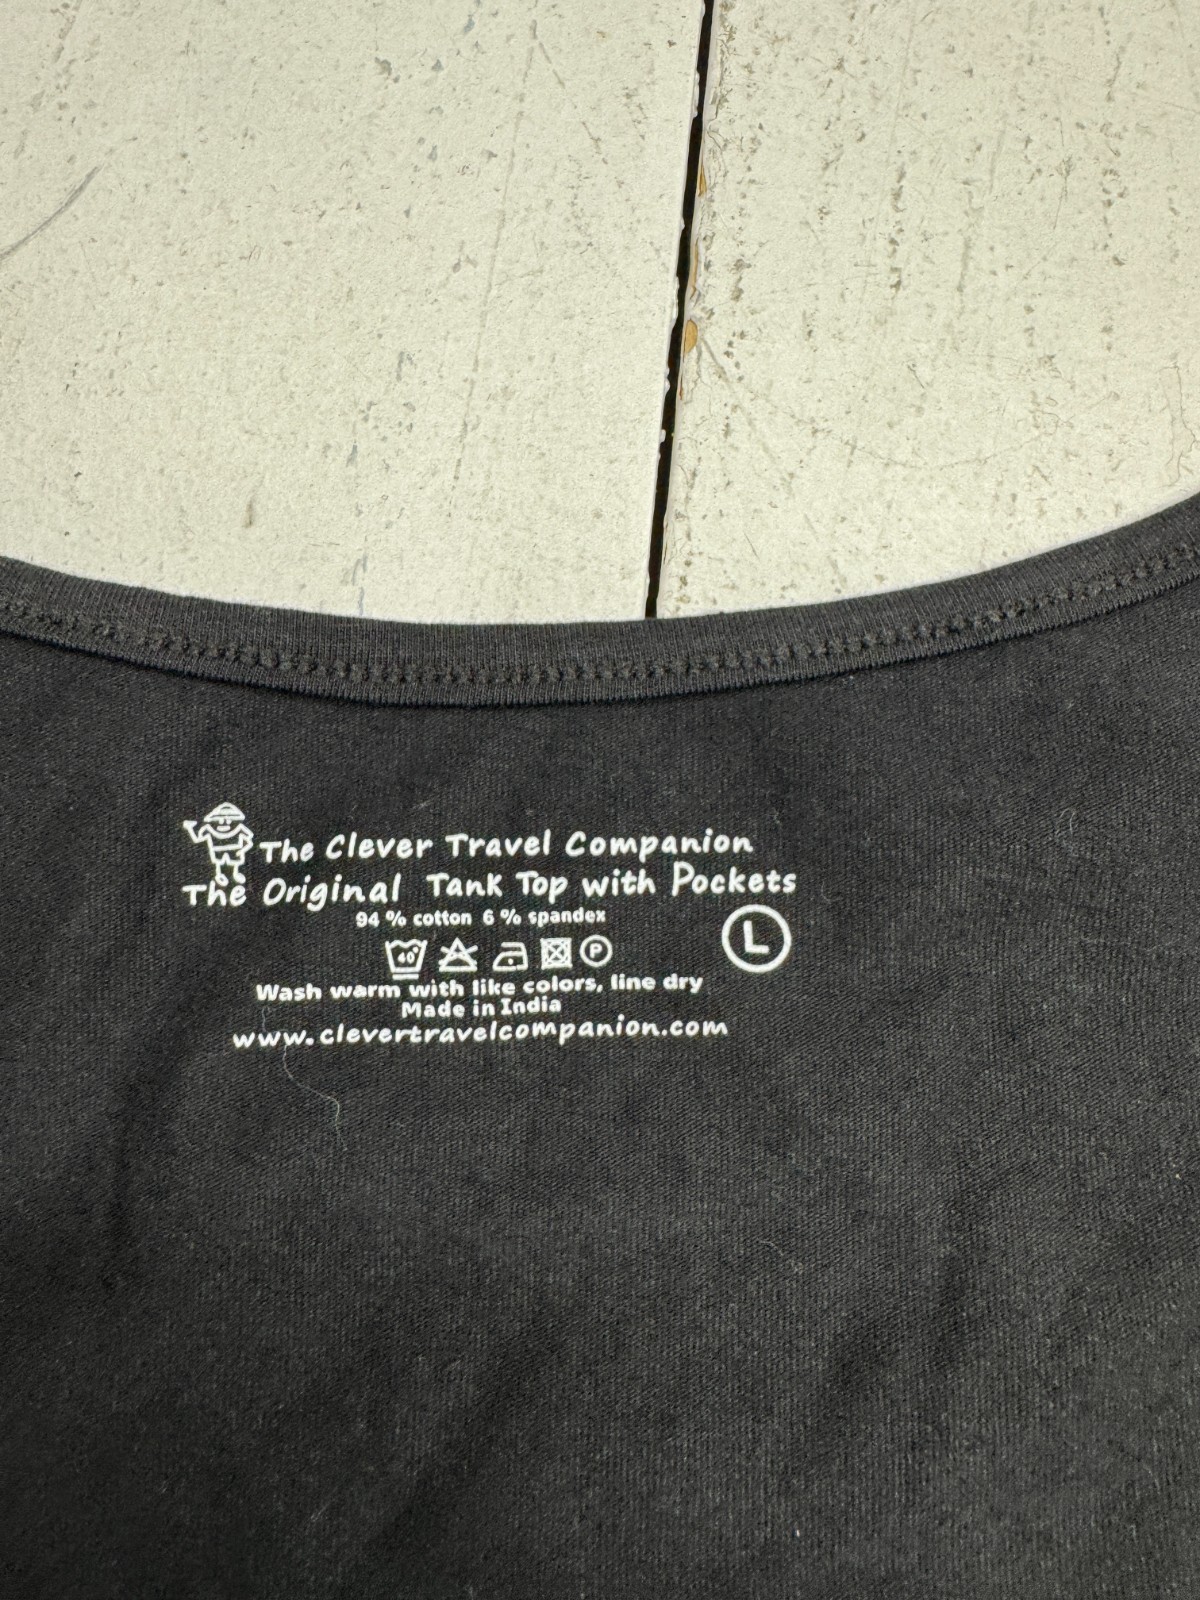 The Clever Travel Companion
The Original Tank Top with Pockets
94 % cotton 6 % spandex
L
40° P
Wash warm with like colors, line dry
Made in India
www.clevertravelcompanion.com